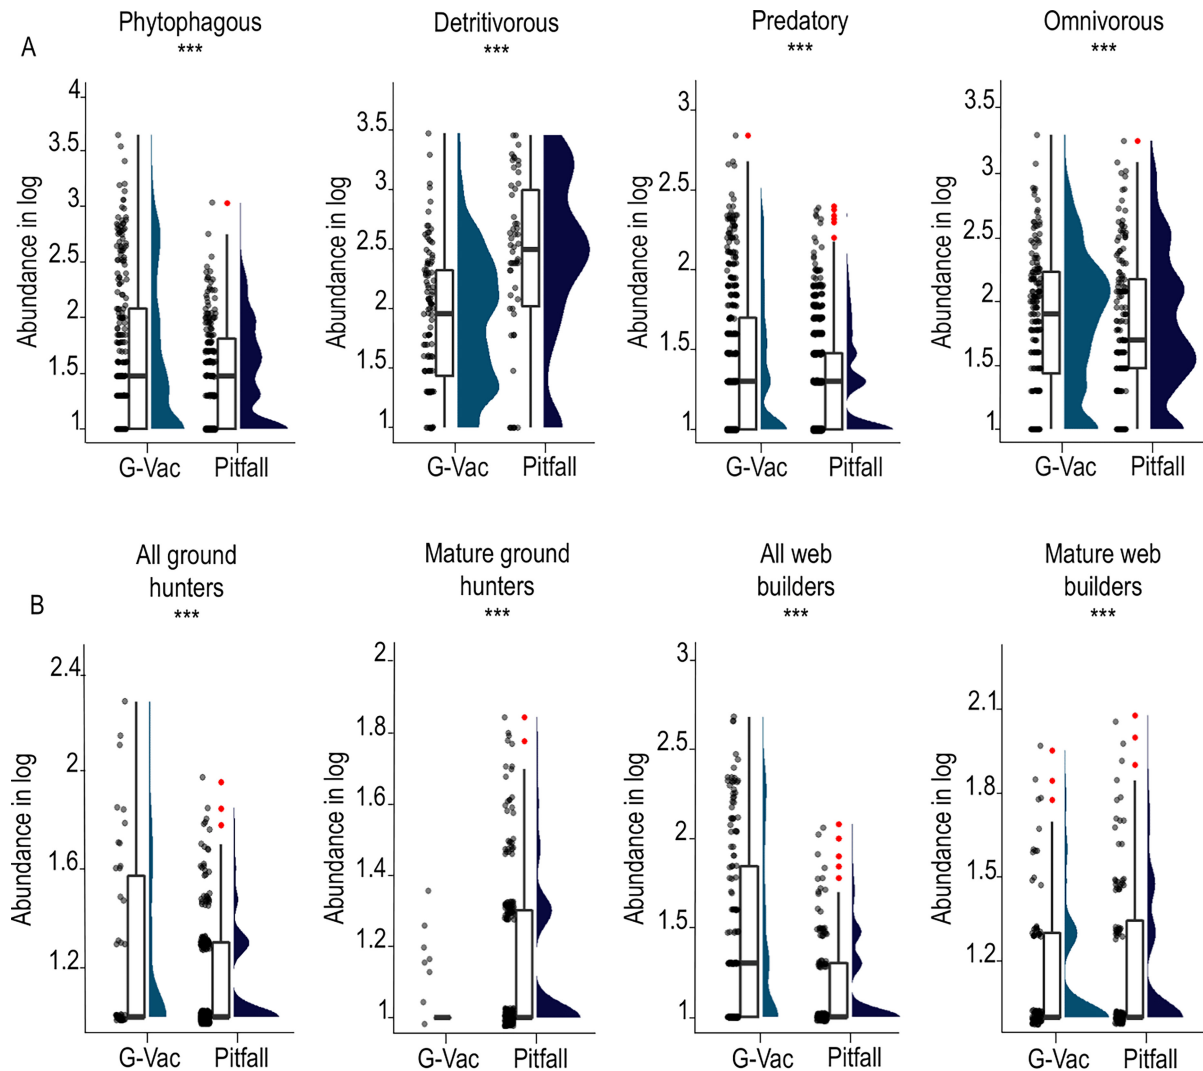 A
Phytophagous
***
Abundance in log
4
3.5
3
2.5
2
1.5
1
G-Vac
Pitfall
Detritivorous
***
Abundance in log
3.5
3
2.5
2
1.5
1
G-Vac
Pitfall
Predatory
***
Abundance in log
3
2.5
2
1.5
1
G-Vac
Pitfall
Omnivorous
***
Abundance in log
3.5
3
2.5
2
1.5
1
G-Vac
Pitfall
B
All ground
hunters
***
Abundance in log
2.4
2
1.6
1.2
G-Vac
Pitfall
Mature ground
hunters
***
Abundance in log
2
1.8
1.6
1.4
1.2
1
G-Vac
Pitfall
All web
builders
***
Abundance in log
3
2.5
2
1.5
1
G-Vac
Pitfall
Mature web
builders
***
Abundance in log
2.1
1.8
1.5
1.2
G-Vac
Pitfall